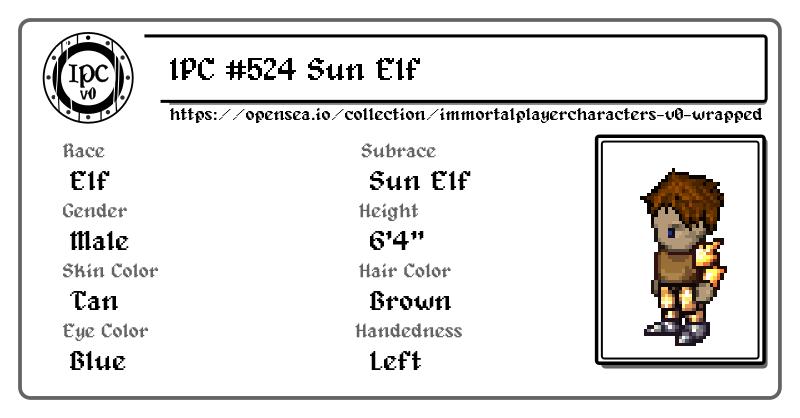 IPC
v0
IPC #524 Sun Elf
https://opensea.io/collection/immortalplayercharacters-v0-wrapped
Race
Subrace
Elf
Sun Elf
Gender
Height
Male
6'4"
Skin Color
Hair Color
Tan
Brown
Eye Color
Handedness
Blue
Left